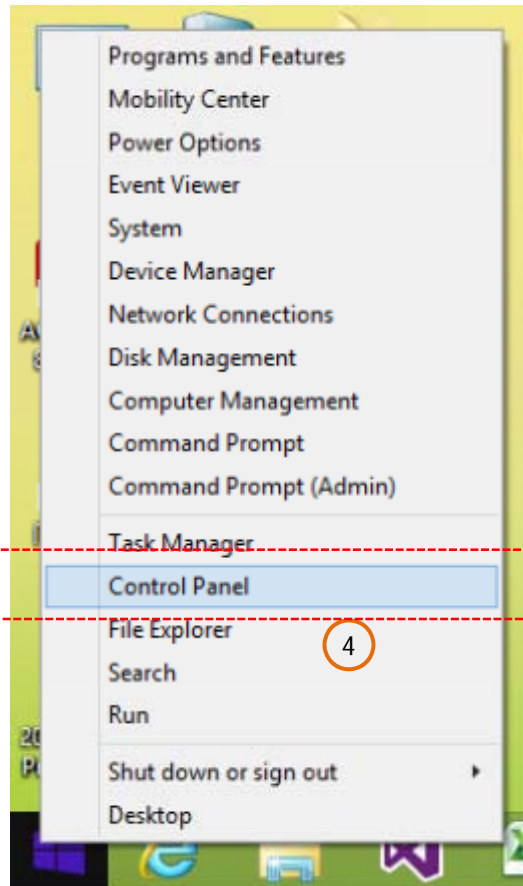 Programs and Features
Mobility Center
Power Options
Event Viewer
System
Device Manager
Network Connections
Disk Management
Computer Management
Command Prompt
Command Prompt (Admin)
Task Manager
Control Panel
File Explorer
4
Search
Run
Shut down or sign out
Desktop